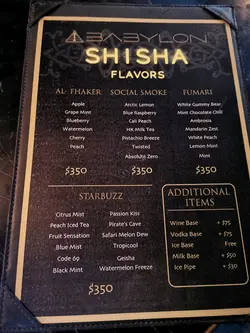 BABYLON
SHISHA
FLAVORS
AL-FHAKER
Apple
Grape Mint
Blueberry
Watermelon
Cherry
Peach
$350
SOCIAL SMOKE
Arctic Lemon
Blue Raspberry
Cali Peach
HK Milk Tea
Pistachio Breeze
Twisted
Absolute Zero
$350
FUMARI
White Gummy Bear
Mint Chocolate Chill
Ambrosia
Mandarin Zest
White Peach
Lemon Mint
Mint
$350
STARBUZZ
Citrus Mist
Peach Iced Tea
Fruit Sensation
Blue Mist
Code 69
Black Mint
Passion Kiss
Pirate's Cave
Safari Melon Dew
Tropicool
Geisha
Watermelon Freeze
$350
ADDITIONAL
ITEMS
Wine Base + $75
Vodka Base + $75
Ice Base Free
Milk Base + $50
Ice Pipe + $30